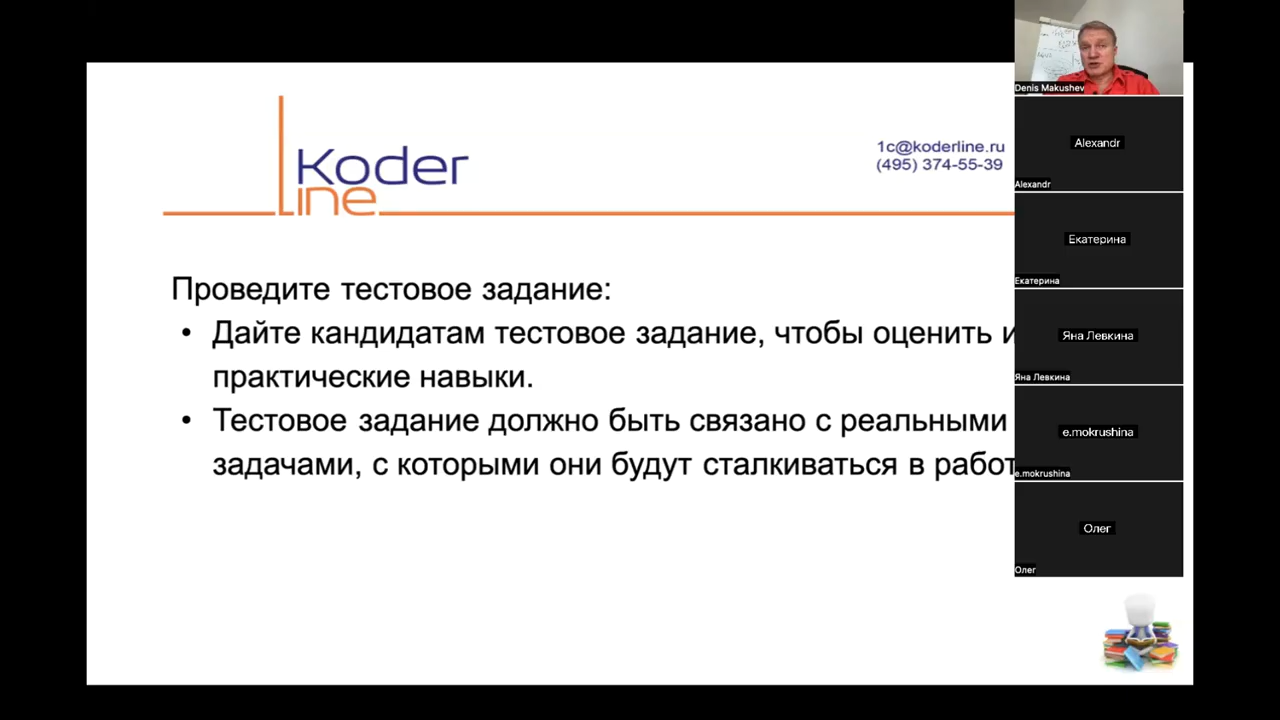 Koder
line
1c@koderline.ru
(495) 374-55-39
Проведите тестовое задание:
• Дайте кандидатам тестовое задание, чтобы оценить
практические навыки.
• Тестовое задание должно быть связано с реальными
задачами, с которыми они будут сталкиваться в
Denis Makushev
Alexandr
Alexandr
Екатерина
Екатерина
Яна Левкина
Яна Левкина
e.mokrushina
e.mokrushina
Олег
Олег